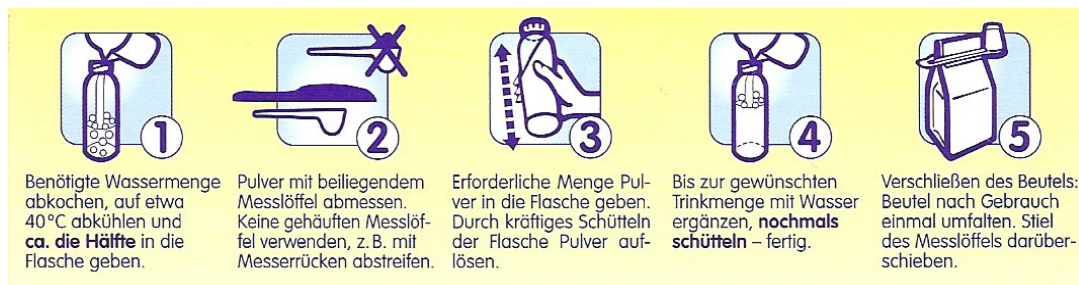 1
Benötigte Wassermenge
abkochen, auf etwa
40°C abkühlen und
ca. die Hälfte in die
Flasche geben.
2
Pulver mit beiliegendem
Messlöffel abmessen.
Keine gehäuften Messlöf-
fel verwenden, z. B. mit
Messerrücken abstreifen.
3
Erforderliche Menge Pul-
ver in die Flasche geben.
Durch kräftiges Schütteln
der Flasche Pulver auf-
lösen.
4
Bis zur gewünschten
Trinkmenge mit Wasser
ergänzen, nochmals
schütteln – fertig.
5
Verschließen des Beutels:
Beutel nach Gebrauch
einmal umfalten. Stiel
des Messlöffels darüber-
schieben.